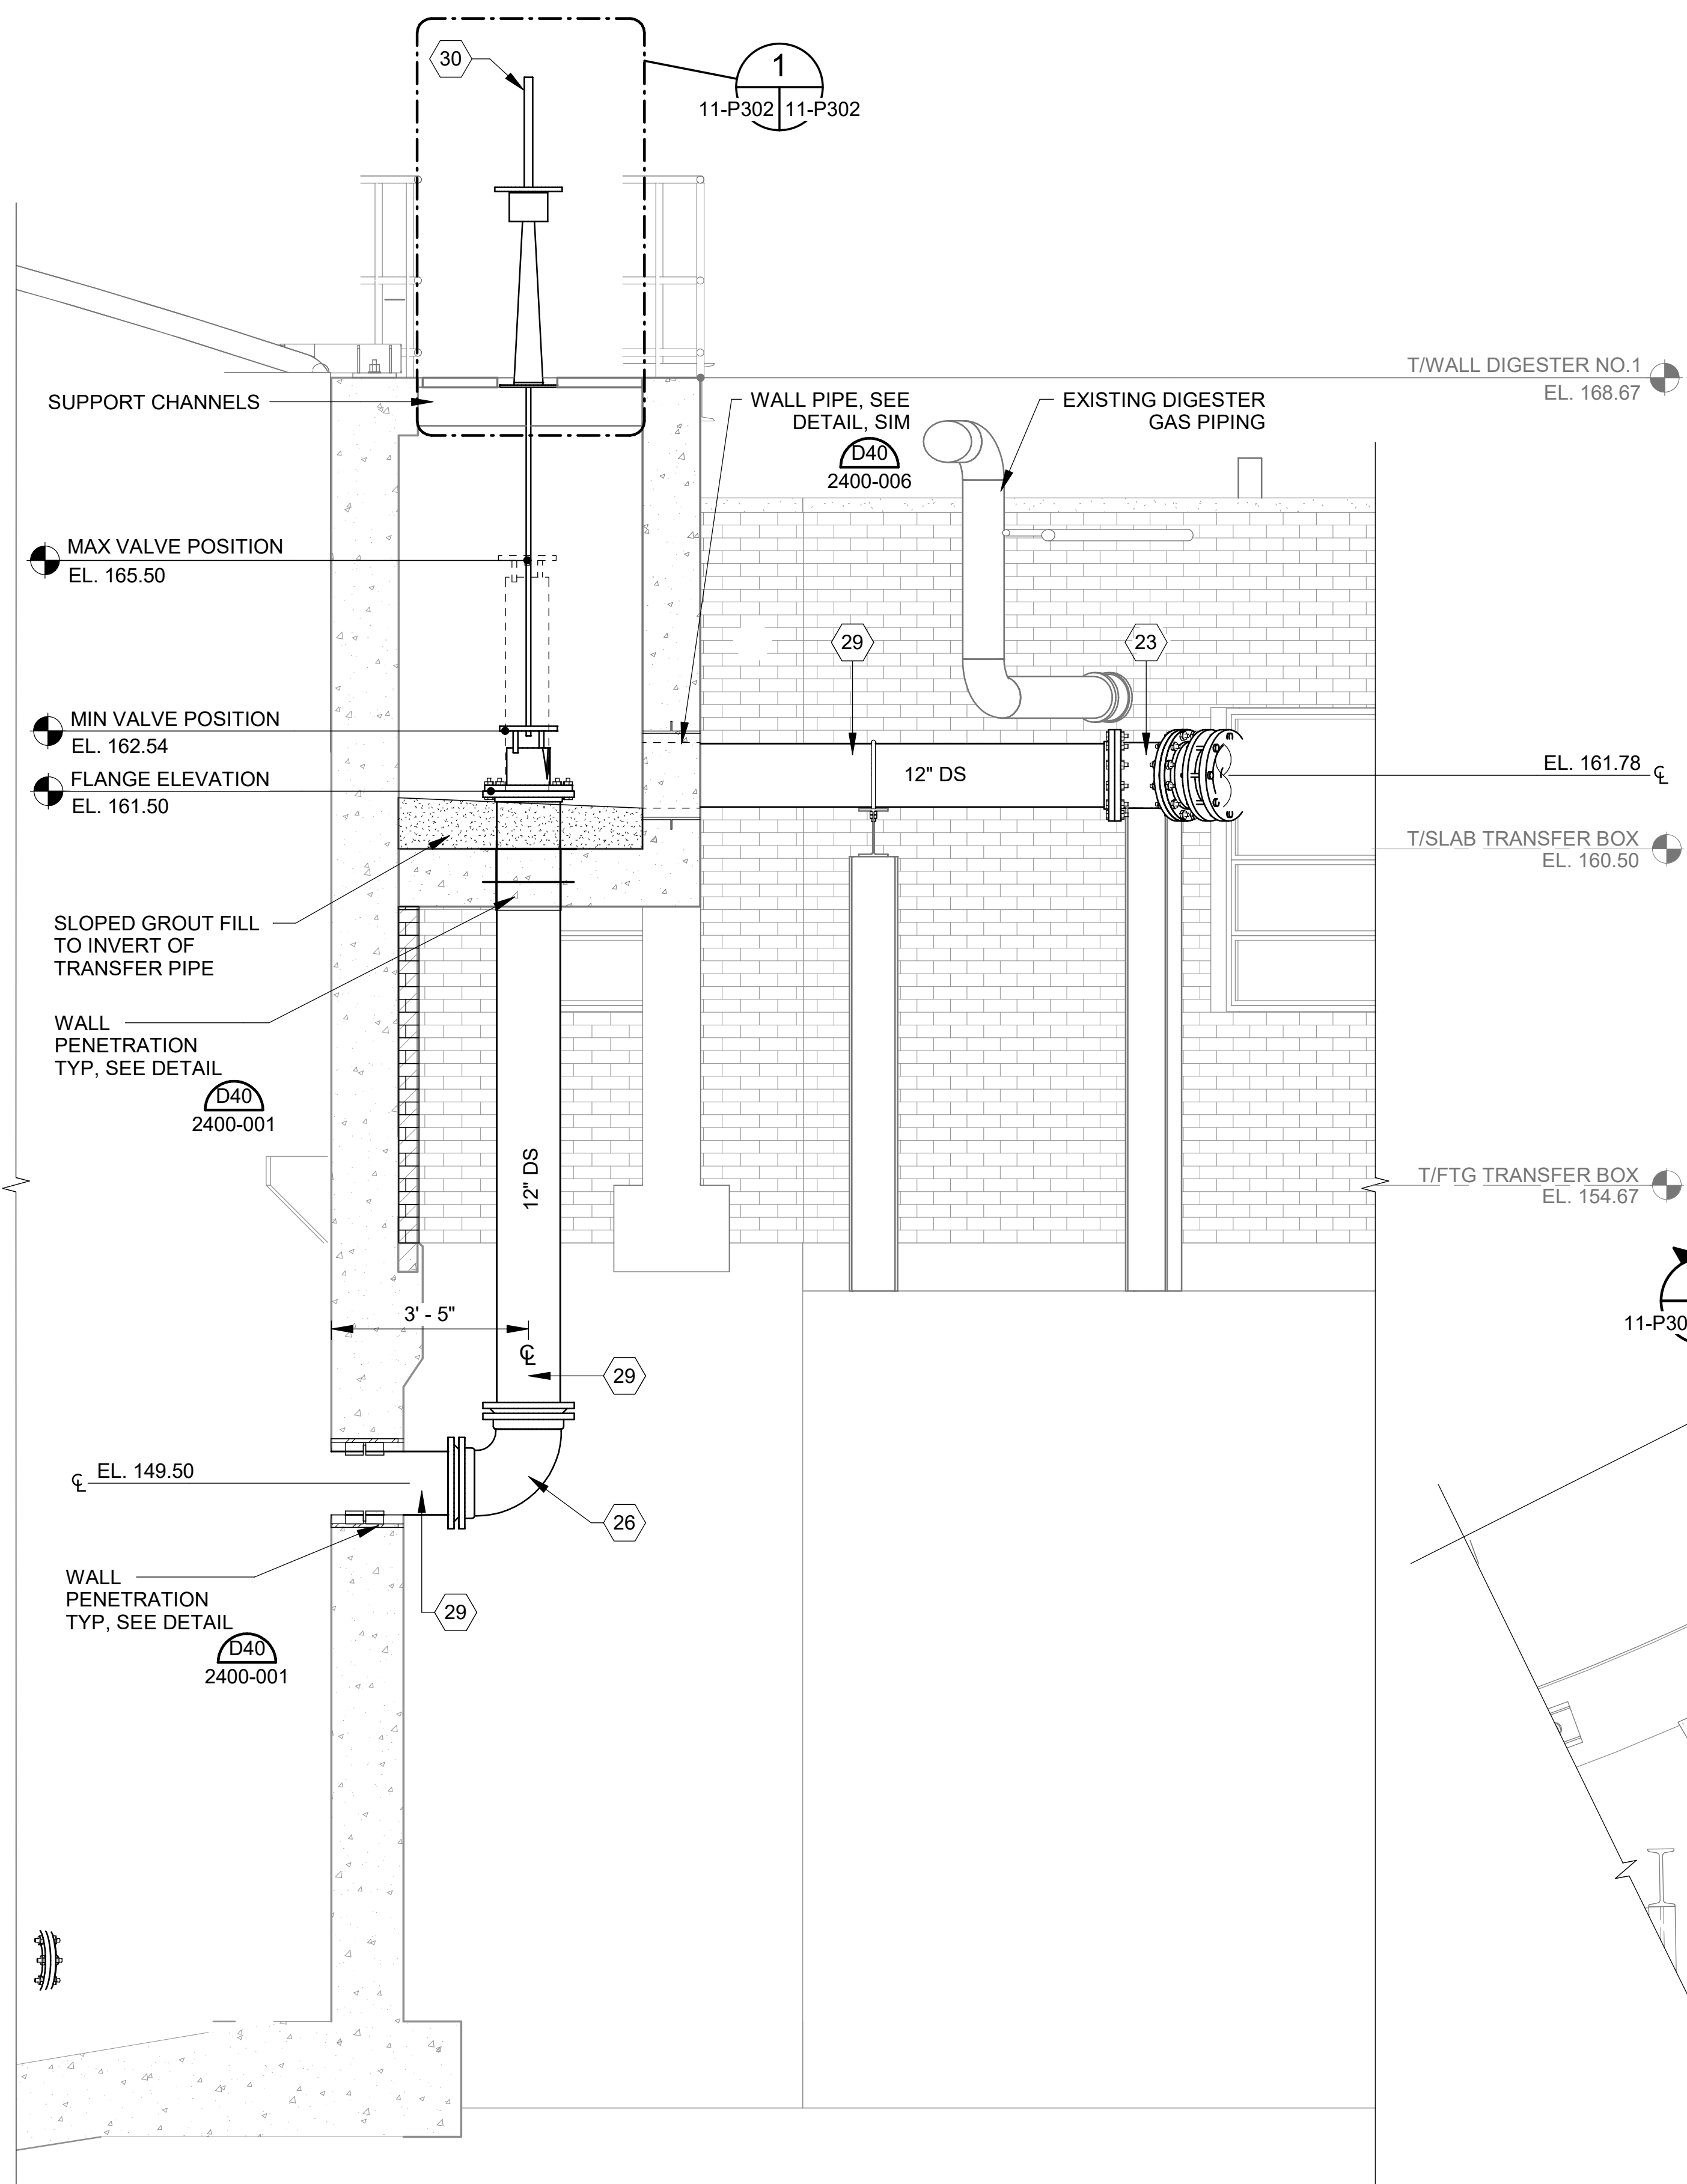 30
1
11-P302 11-P302
T/WALL DIGESTER NO.1
EL. 168.67
SUPPORT CHANNELS
WALL PIPE, SEE
DETAIL, SIM
D40
2400-006
EXISTING DIGESTER
GAS PIPING
MAX VALVE POSITION
EL. 165.50
29
23
MIN VALVE POSITION
EL. 162.54
FLANGE ELEVATION
EL. 161.50
12" DS
EL. 161.78 ℄
T/SLAB TRANSFER BOX
EL. 160.50
SLOPED GROUT FILL
TO INVERT OF
TRANSFER PIPE
WALL
PENETRATION
TYP, SEE DETAIL
D40
2400-001
12" DS
T/FTG TRANSFER BOX
EL. 154.67
3' - 5"
℄
29
11-P30
℄ EL. 149.50
26
WALL
PENETRATION
TYP, SEE DETAIL
D40
2400-001
29